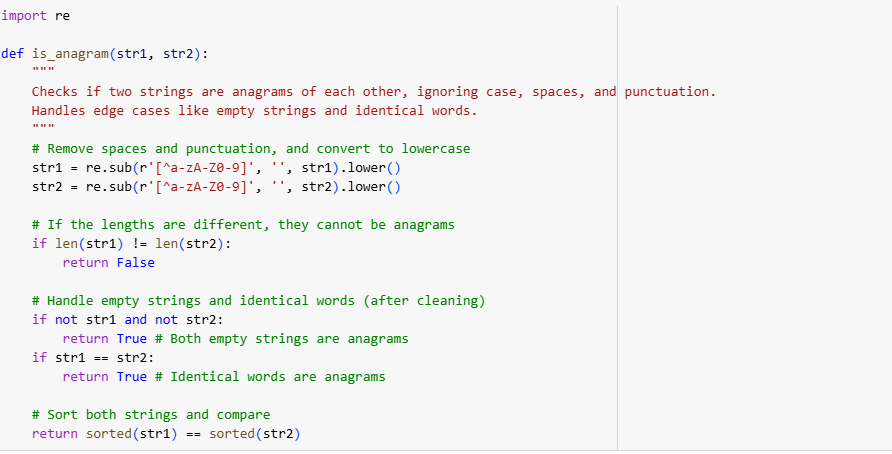 import re
def is_anagram(str1, str2):
    """
    Checks if two strings are anagrams of each other, ignoring case, spaces, and punctuation.
    Handles edge cases like empty strings and identical words.
    """
    # Remove spaces and punctuation, and convert to lowercase
    str1 = re.sub(r'[^a-zA-Z0-9]', '', str1).lower()
    str2 = re.sub(r'[^a-zA-Z0-9]', '', str2).lower()
    # If the lengths are different, they cannot be anagrams
    if len(str1) != len(str2):
        return False
    # Handle empty strings and identical words (after cleaning)
    if not str1 and not str2:
        return True # Both empty strings are anagrams
    if str1 == str2:
        return True # Identical words are anagrams
    # Sort both strings and compare
    return sorted(str1) == sorted(str2)